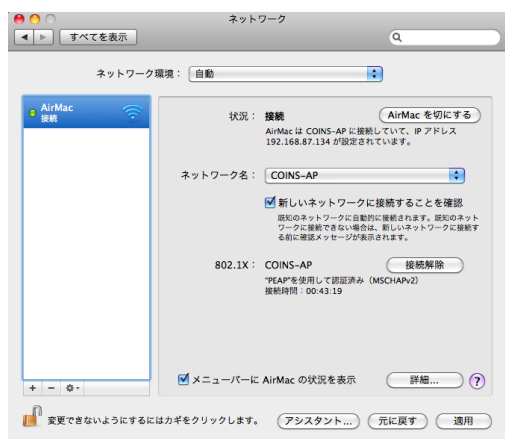 ネットワーク
すべてを表示
ネットワーク環境： 自動
AirMac
接続
状況： 接続 AirMac を切にする
AirMac は COINS-AP に接続していて、IP アドレス
192.168.87.134 が設定されています。
ネットワーク名： COINS-AP
新しいネットワークに接続することを確認
既知のネットワークに自動的に接続されます。既知のネット
ワークに接続できない場合は、新しいネットワークに接続す
る前に確認メッセージが表示されます。
802.1X： COINS-AP 接続解除
“PEAP”を使用して認証済み（MSCHAPv2）
接続時間：00:43:19
メニューバーに AirMac の状況を表示 詳細... ?
変更できないようにするにはカギをクリックします。 アシスタント... 元に戻す 適用